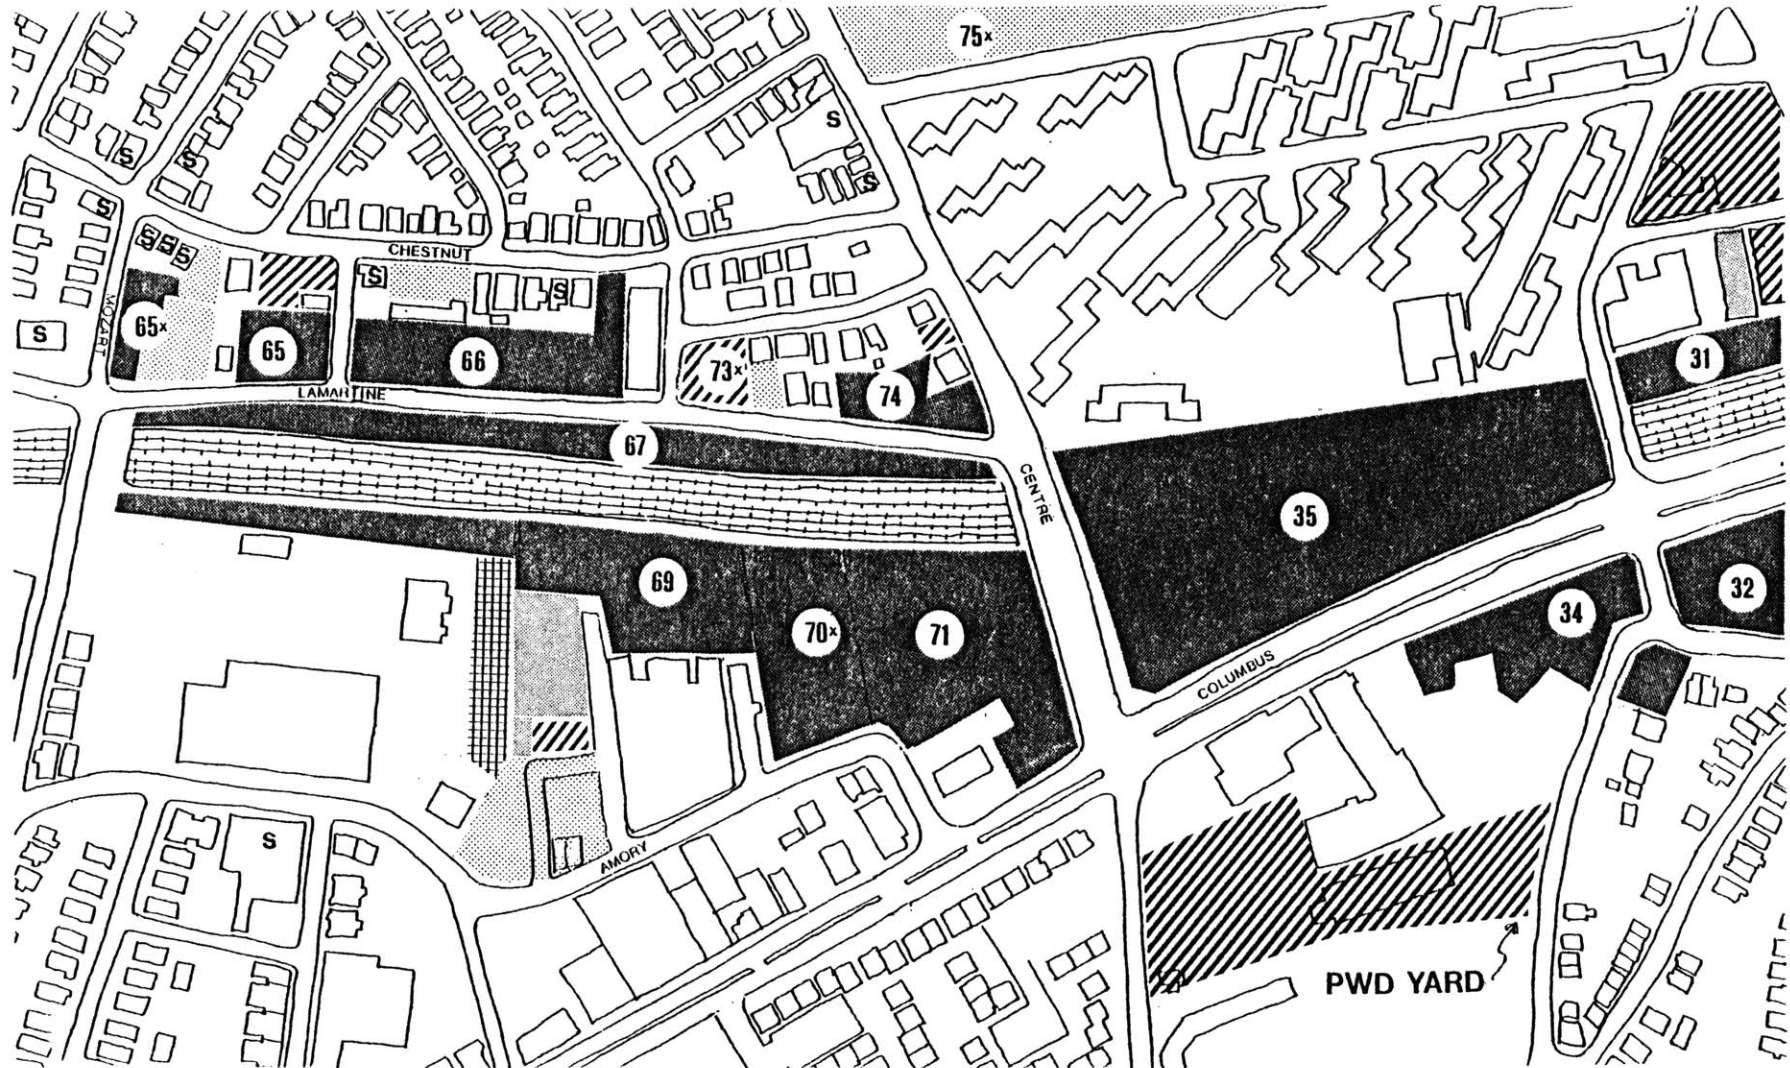 75x
S
S
S
S
S
S
S
S
S
CHESTNUT
S
S
MOZART
65x
S
65
66
73x
74
31
LAMARTINE
67
CENTRE
35
69
70x
71
34
32
COLUMBUS
S
AMORY
PWD YARD